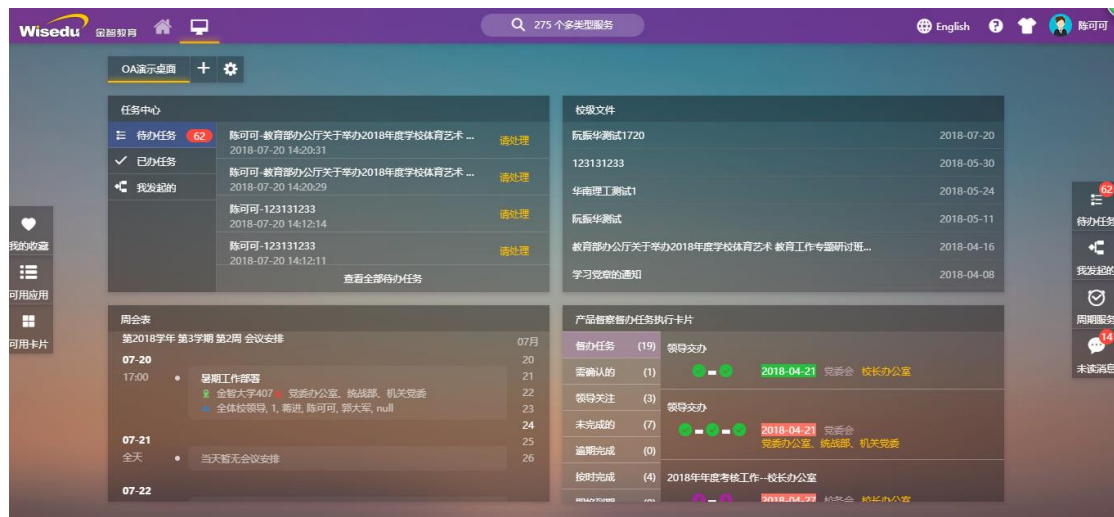 Wisedu 金智教育
275 个多类型服务
English
陈可可
OA演示桌面
任务中心
待办任务 62
已办任务
我发起的
陈可可-教育部办公厅关于举办2018年度学校体育艺术 ...
2018-07-20 14:20:31
请处理
陈可可-教育部办公厅关于举办2018年度学校体育艺术 ...
2018-07-20 14:20:29
请处理
陈可可-123131233
2018-07-20 14:12:14
请处理
陈可可-123131233
2018-07-20 14:12:11
请处理
查看全部待办任务
校级文件
阮振华测试1720 2018-07-20
123131233 2018-05-30
华南理工测试1 2018-05-24
阮振华测试 2018-05-11
教育部办公厅关于举办2018年度学校体育艺术 教育工作专题研讨班... 2018-04-16
学习党章的通知 2018-04-08
我的收藏
可用应用
可用卡片
62
待办任务
我发起的
周期服务
14
未读消息
周会表
第2018学年 第3学期 第2周 会议安排
07月
20
21
22
23
24
25
26
07-20
17:00
暑期工作部署
金智大学407 党委办公室、统战部、机关党委
全体校领导, 1, 蒋进, 陈可可, 郭大军, null
07-21
全天 当天暂无会议安排
07-22
产品督察督办任务执行卡片
督办任务 (19)
需确认的 (1)
领导关注 (3)
未完成的 (7)
逾期完成 (0)
按时完成 (4)
领导交办
2018-04-21 党委会 校长办公室
领导交办
2018-04-21 党委会
党委办公室、统战部、机关党委
2018年年度考核工作--校长办公室
2018-04-27 校务会 校长办公室